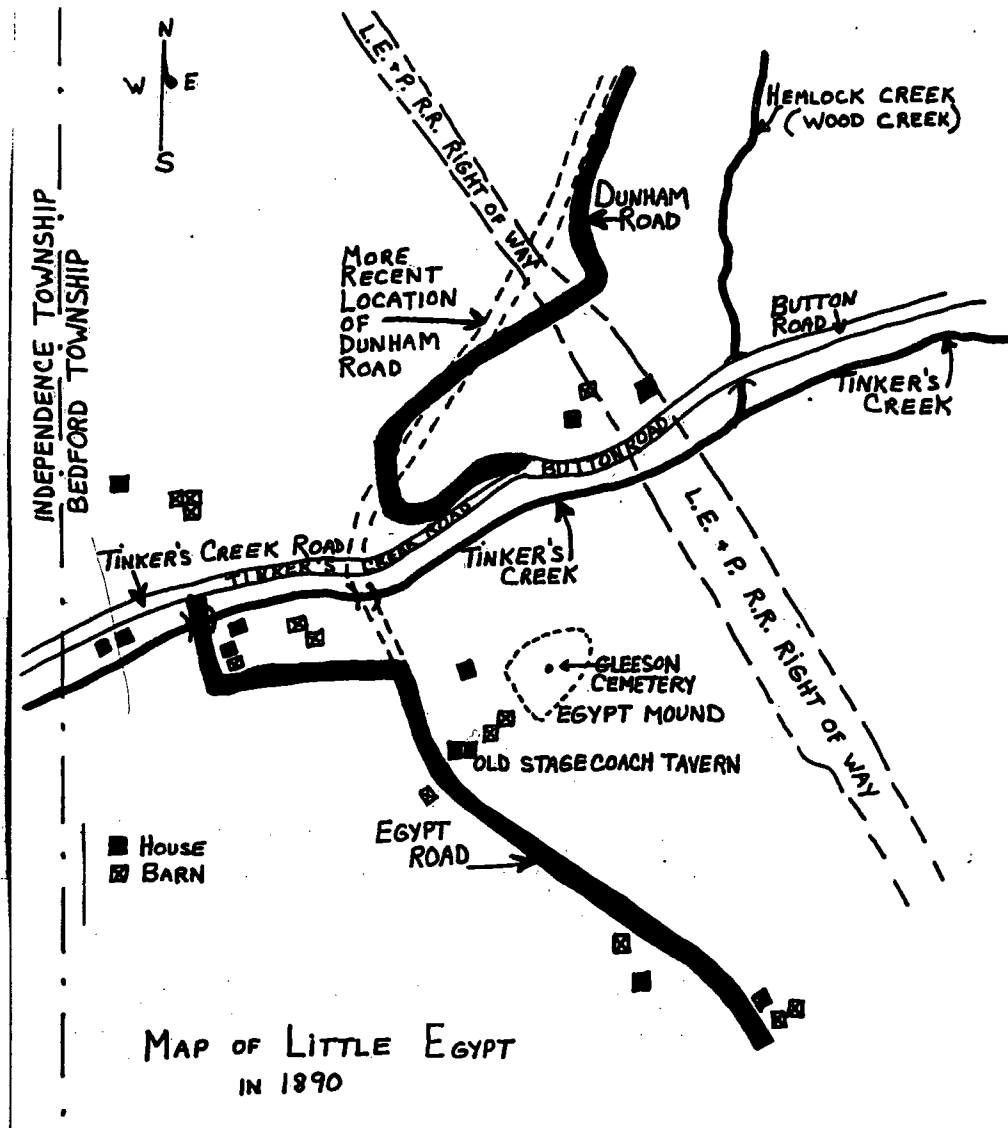 N
W E
S
L.E. & P. R.R. RIGHT OF WAY
HEMLOCK CREEK
(WOOD CREEK)
DUNHAM
ROAD
INDEPENDENCE TOWNSHIP
BEDFORD TOWNSHIP
MORE
RECENT
LOCATION
OF
DUNHAM
ROAD
BUTTON
ROAD
TINKER'S
CREEK
BUTTON ROAD
TINKER'S CREEK ROAD
TINKER'S CREEK ROAD
TINKER'S
CREEK
L.E. & P. R.R. RIGHT OF WAY
GLEESON
CEMETERY
EGYPT MOUND
OLD STAGECOACH TAVERN
EGYPT
ROAD
HOUSE
BARN
MAP OF LITTLE EGYPT
IN 1890